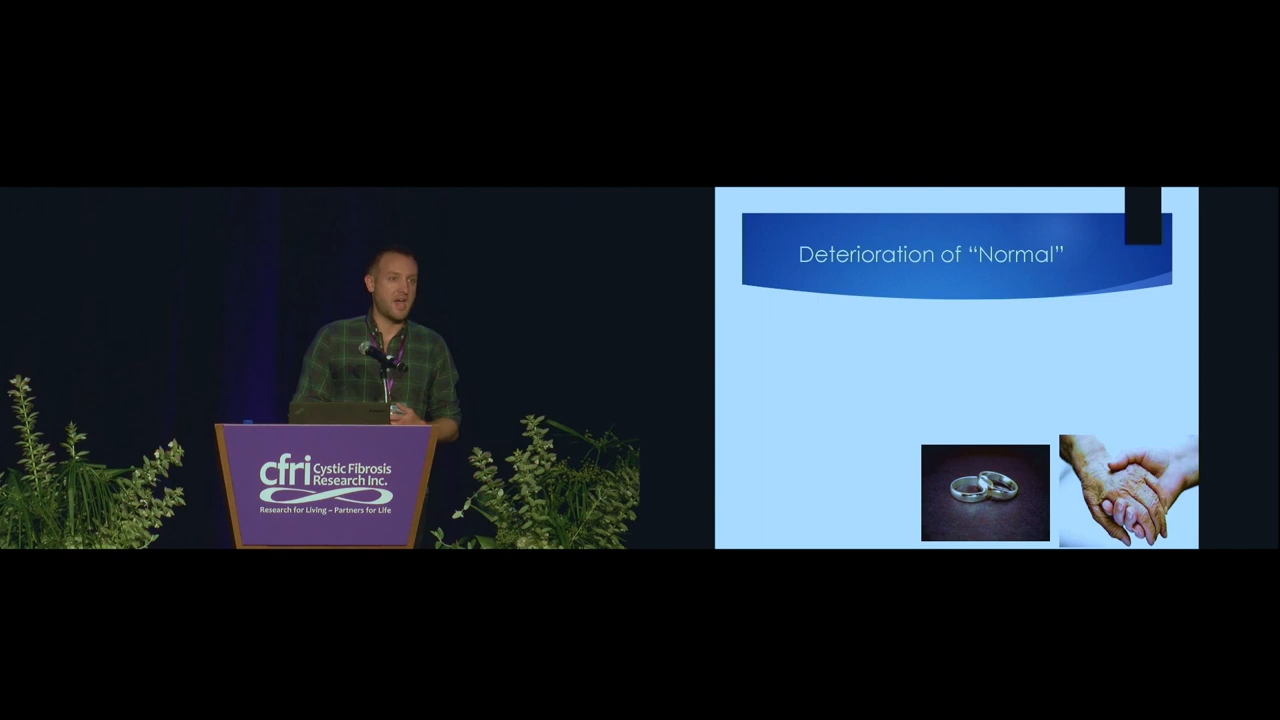 Deterioration of “Normal”
cfri Cystic Fibrosis
Research Inc.
Research for Living ~ Partners for Life